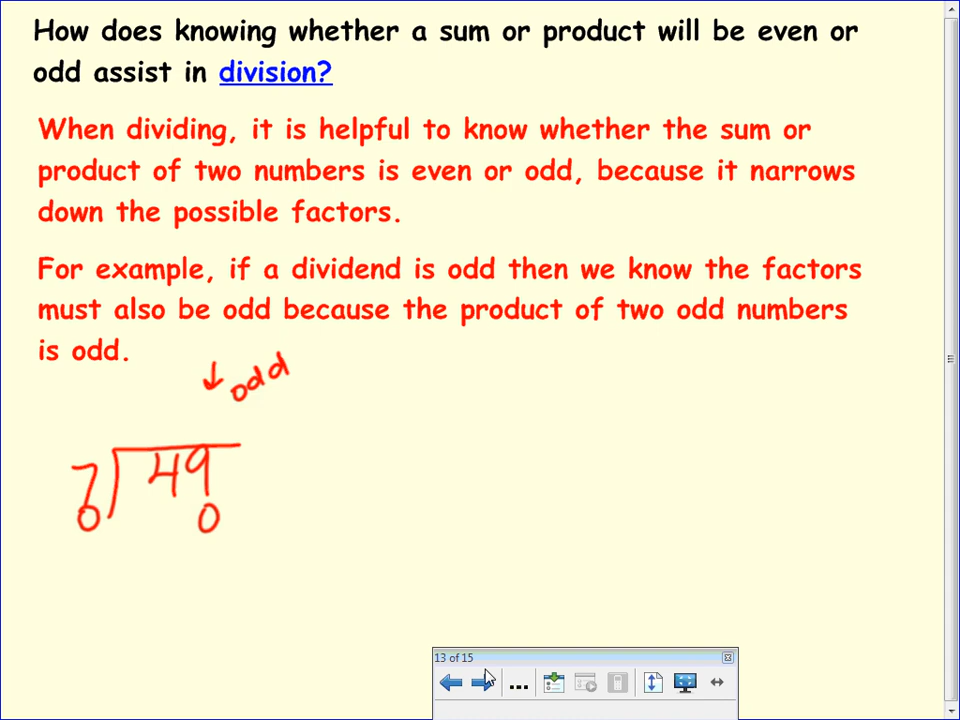 How does knowing whether a sum or product will be even or
odd assist in division?
When dividing, it is helpful to know whether the sum or
product of two numbers is even or odd, because it narrows
down the possible factors.
For example, if a dividend is odd then we know the factors
must also be odd because the product of two odd numbers
is odd.
↓ odd
7 49
O O
13 of 15